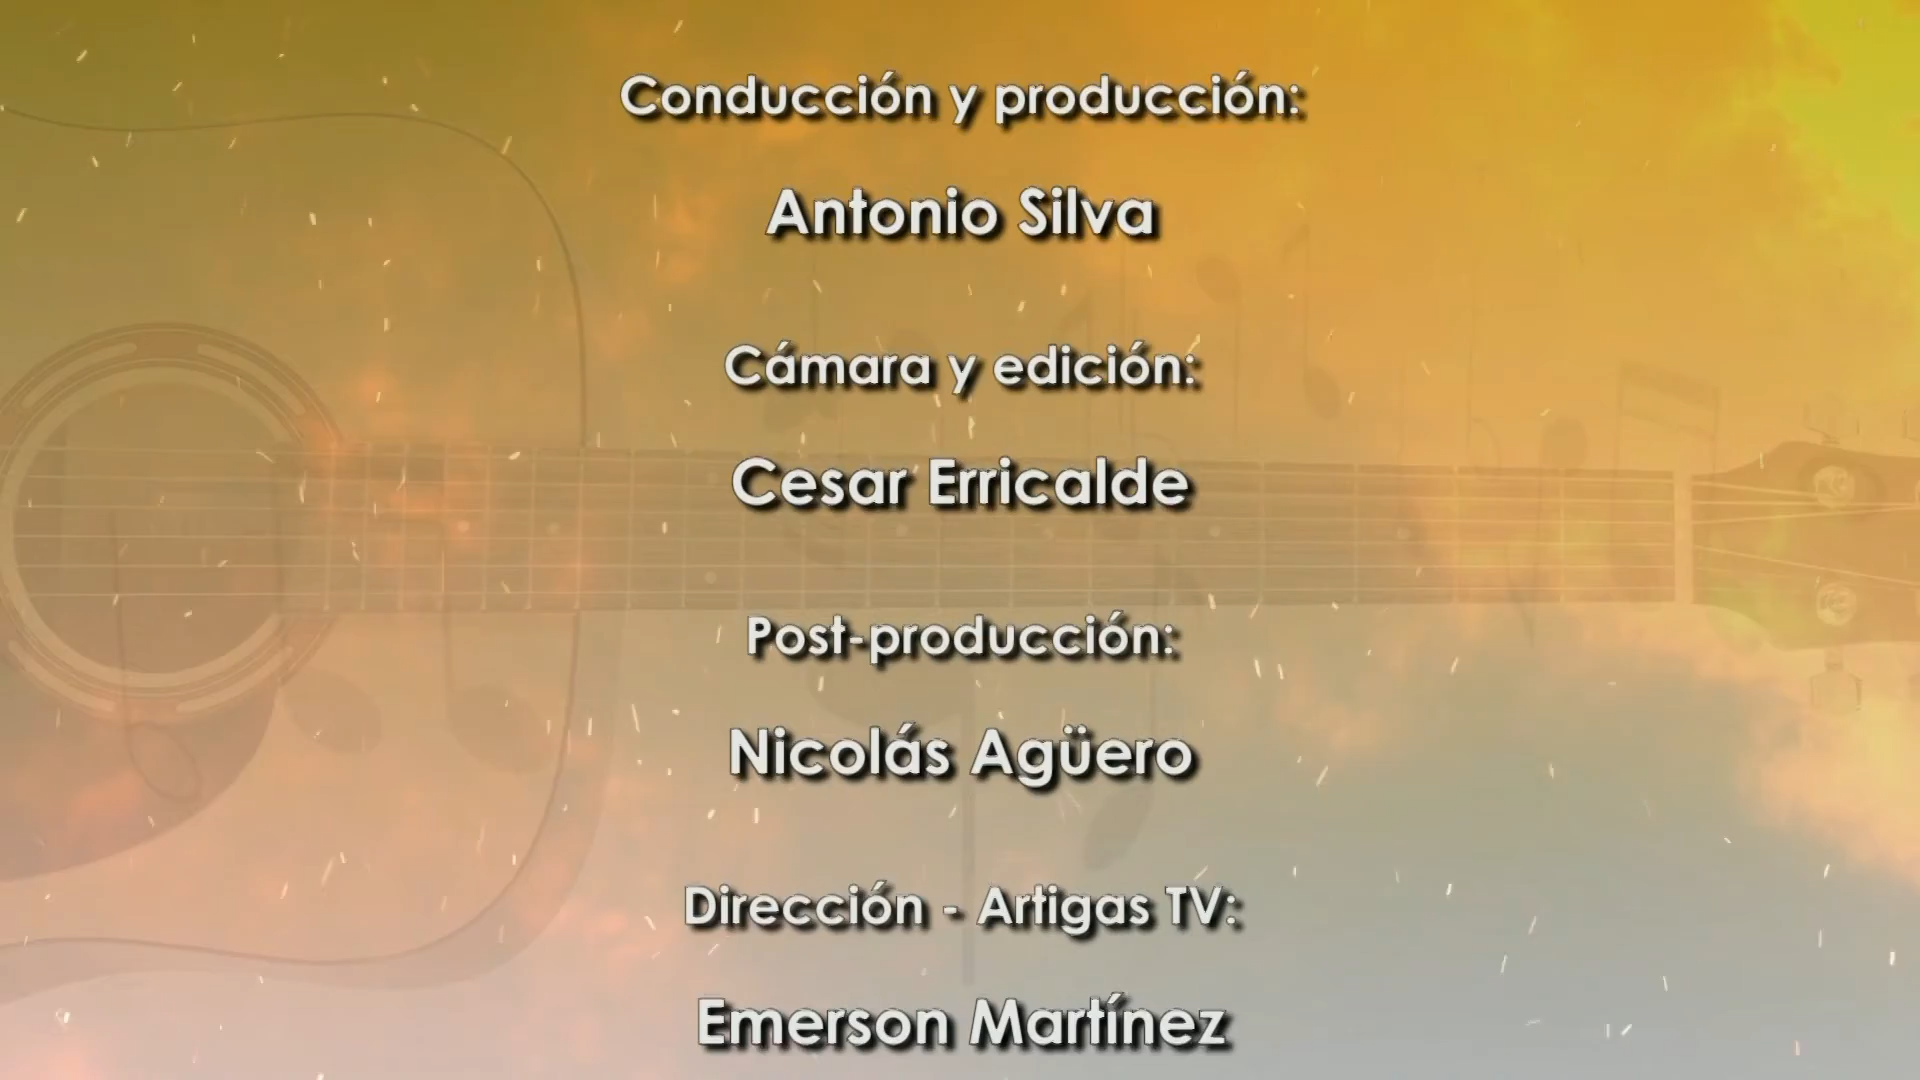 Conducción y producción:
Antonio Silva
Cámara y edición:
Cesar Erricalde
Post-producción:
Nicolás Agüero
Dirección - Artigas TV:
Emerson Martínez